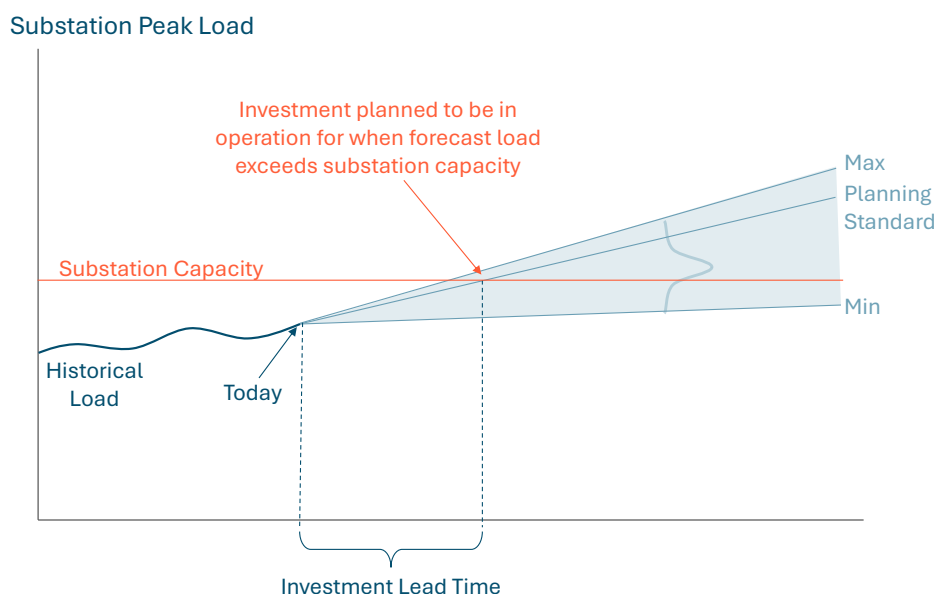 Substation Peak Load
Investment planned to be in
operation for when forecast load
exceeds substation capacity
Max
Planning
Standard
Substation Capacity
Min
Historical
Load
Today
Investment Lead Time